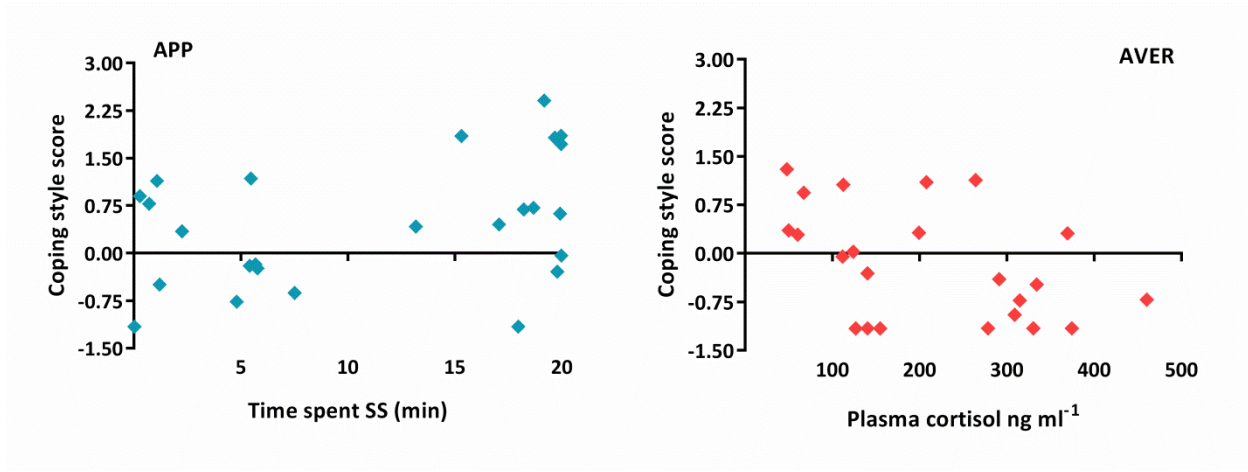 APP
3.00
2.25
1.50
0.75
0.00
-0.75
-1.50
Coping style score
5 10 15 20
Time spent SS (min)
AVER
3.00
2.25
1.50
0.75
0.00
-0.75
-1.50
Coping style score
100 200 300 400 500
Plasma cortisol ng ml⁻¹